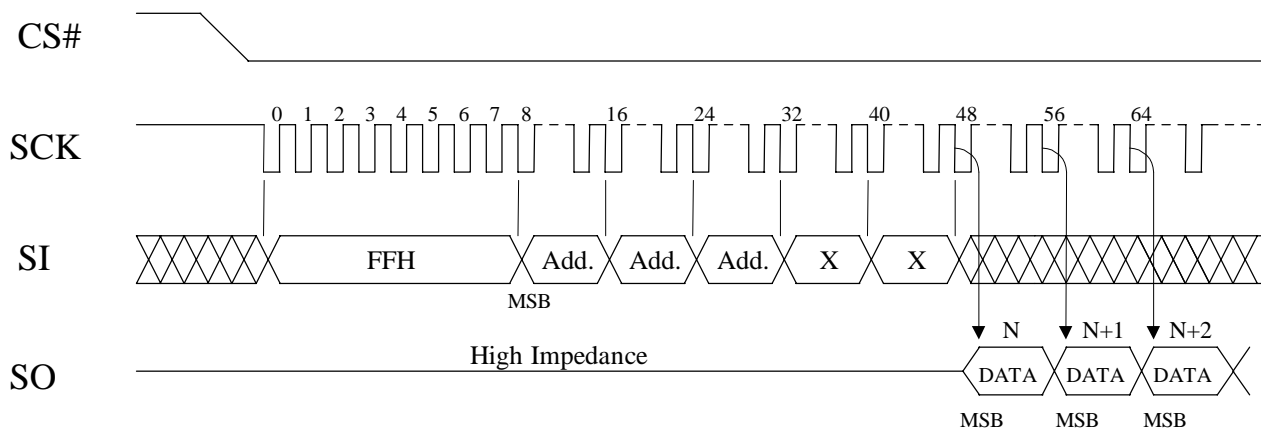 CS#
0 1 2 3 4 5 6 7 8 16 24 32 40 48 56 64
SCK
SI FFH Add. Add. Add. X X
MSB
N N+1 N+2
High Impedance
SO DATA DATA DATA
MSB MSB MSB